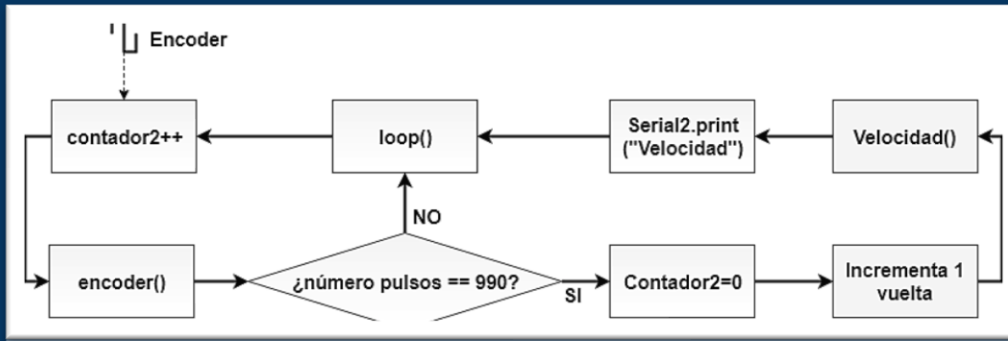 Encoder
contador2++
loop()
Serial2.print
("Velocidad")
Velocidad()
NO
encoder()
¿número pulsos == 990?
SI
Contador2=0
Incrementa 1
vuelta